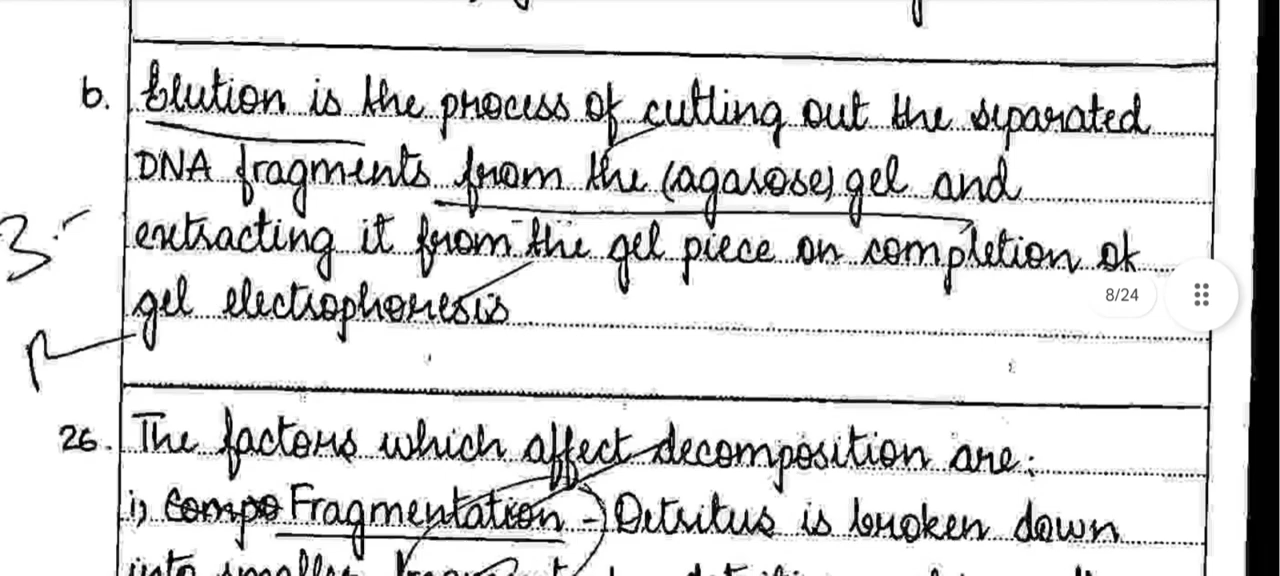 b. Elution is the process of cutting out the separated
DNA fragments from the (agarose) gel and
extracting it from the gel piece on completion of
gel electrophoresis
3
8/24
26. The factors which affect decomposition are:
i) Compo Fragmentation - Detritus is broken down
into smaller